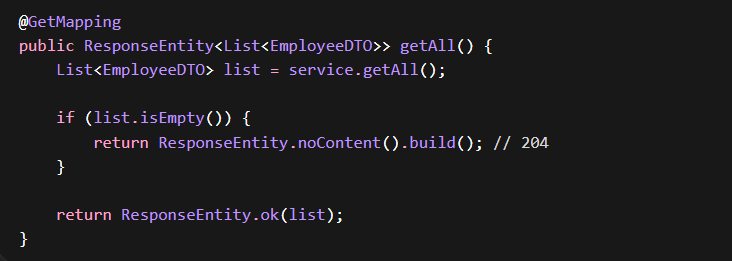 @GetMapping
public ResponseEntity<List<EmployeeDTO>> getAll() {
    List<EmployeeDTO> list = service.getAll();

    if (list.isEmpty()) {
        return ResponseEntity.noContent().build(); // 204
    }

    return ResponseEntity.ok(list);
}